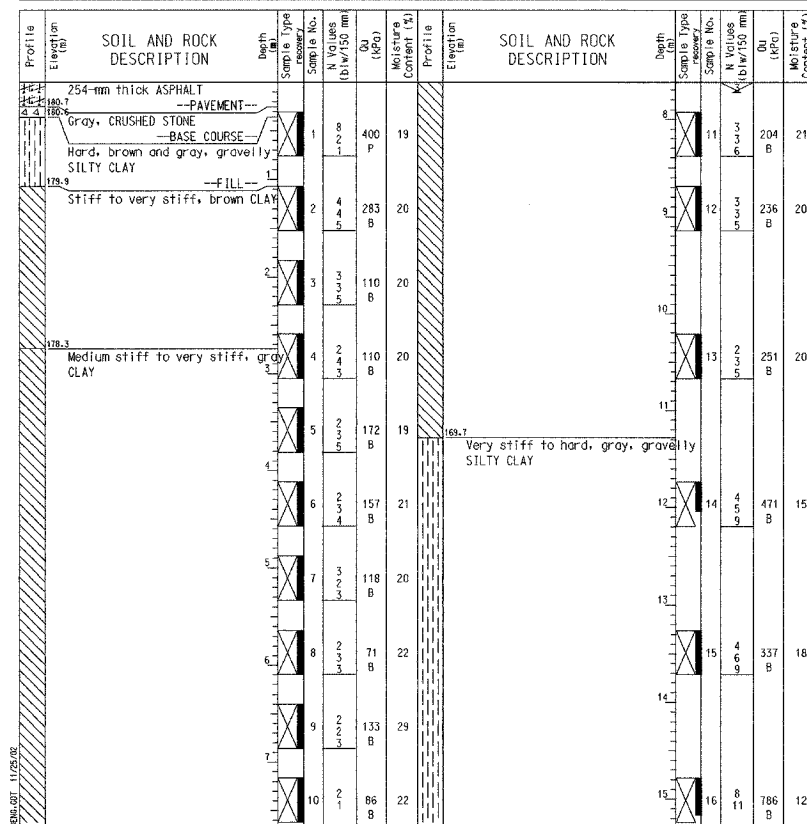 Profile
Elevation (m)
SOIL AND ROCK DESCRIPTION
Depth (m)
Sample Type
recovery
Sample No.
N Values (blw/150 mm)
Qu (kPa)
Moisture Content (%)
254-mm thick ASPHALT
180.7 --PAVEMENT--
180.6
Gray, CRUSHED STONE
--BASE COURSE--
Hard, brown and gray, gravelly
SILTY CLAY
1
179.9 --FILL--
Stiff to very stiff, brown CLAY
2
178.3
Medium stiff to very stiff, gray
CLAY
3
4
5
6
7
1 8 2 1 400 P 19
2 4 4 5 283 B 20
3 3 3 5 110 B 20
4 2 4 3 110 B 20
5 2 3 5 172 B 19
6 2 3 4 157 B 21
7 3 2 3 118 B 20
8 2 3 3 71 B 22
9 2 2 3 133 B 29
10 2 1 86 B 22
Profile
Elevation (m)
SOIL AND ROCK DESCRIPTION
Depth (m)
Sample Type
recovery
Sample No.
N Values (blw/150 mm)
Qu (kPa)
Moisture Content (%)
8
9
10
11
169.7
Very stiff to hard, gray, gravelly
SILTY CLAY
12
13
14
15
11 3 3 6 204 B 21
12 3 3 5 236 B 20
13 2 3 5 251 B 20
14 4 5 9 471 B 15
15 4 6 9 337 B 18
16 8 11 786 B 12
11/25/02